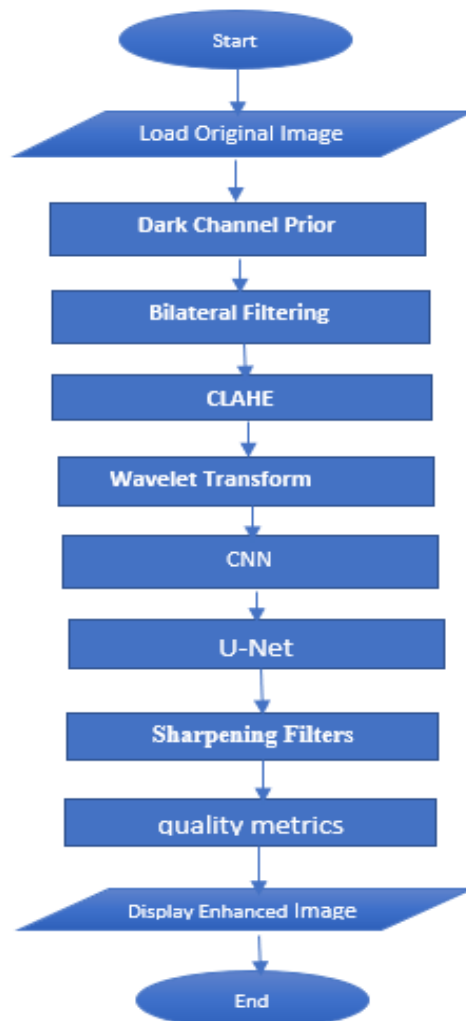 Start
Load Original Image
Dark Channel Prior
Bilateral Filtering
CLAHE
Wavelet Transform
CNN
U-Net
Sharpening Filters
quality metrics
Display Enhanced Image
End